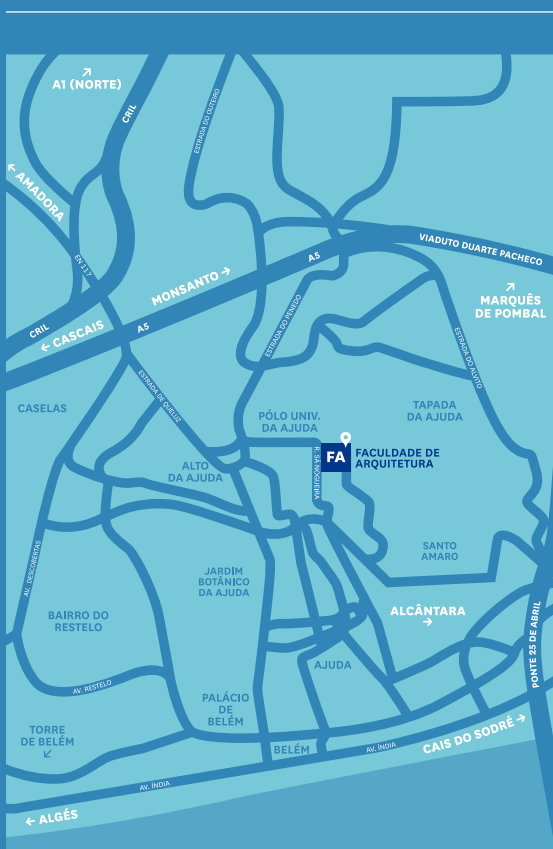 ↗
A1 (NORTE)
CRIL
ESTRADA DO OUTEIRO
← AMADORA
EN 117
VIADUTO DUARTE PACHECO
A5
MONSANTO →
↗
MARQUÊS
DE POMBAL
CRIL
← CASCAIS
A5
ESTRADA DO PENEDO
ESTRADA DO ALVITO
ESTRADA DE QUELUZ
CASELAS
PÓLO UNIV.
DA AJUDA
TAPADA
DA AJUDA
FA
FACULDADE DE
ARQUITETURA
R. SÁ NOGUEIRA
ALTO
DA AJUDA
SANTO
AMARO
AV. DESCOBERTAS
JARDIM
BOTÂNICO
DA AJUDA
BAIRRO DO
RESTELO
ALCÂNTARA
→
PONTE 25 DE ABRIL
AJUDA
AV. RESTELO
PALÁCIO
DE
BELÉM
TORRE
DE BELÉM
↙
BELÉM
AV. ÍNDIA
CAIS DO SODRÉ →
AV. ÍNDIA
← ALGÉS